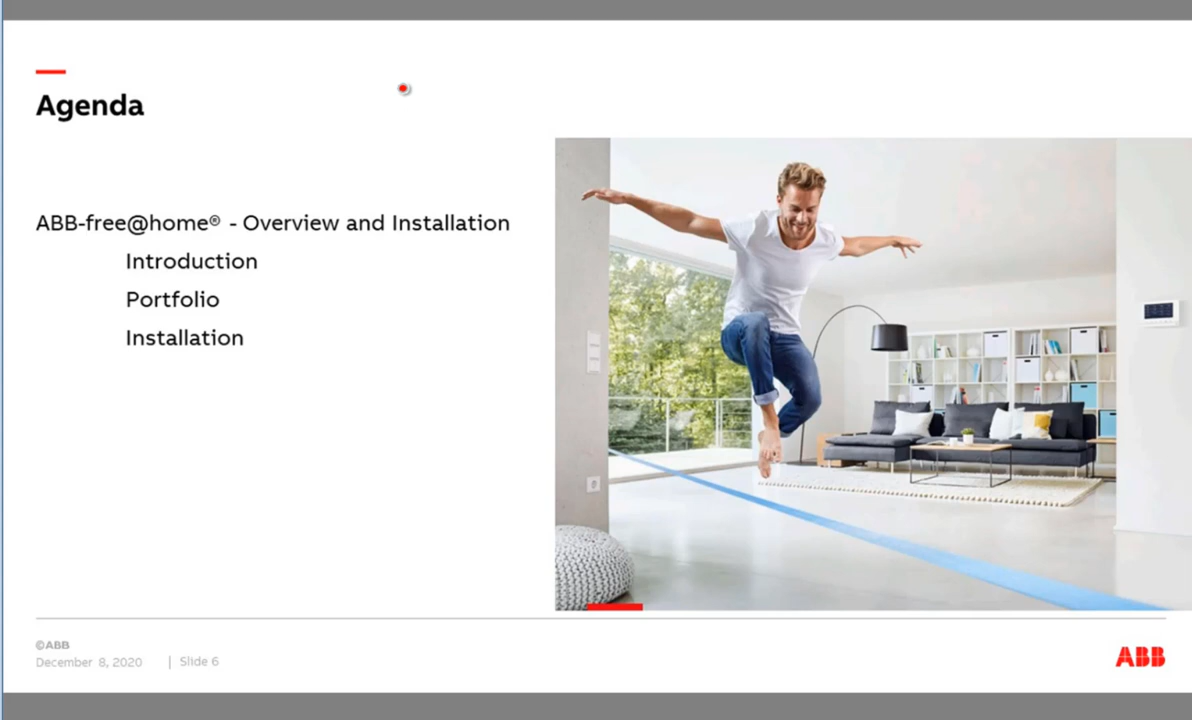 Agenda
ABB-free@home® - Overview and Installation
Introduction
Portfolio
Installation
©ABB
December 8, 2020 | Slide 6
ABB